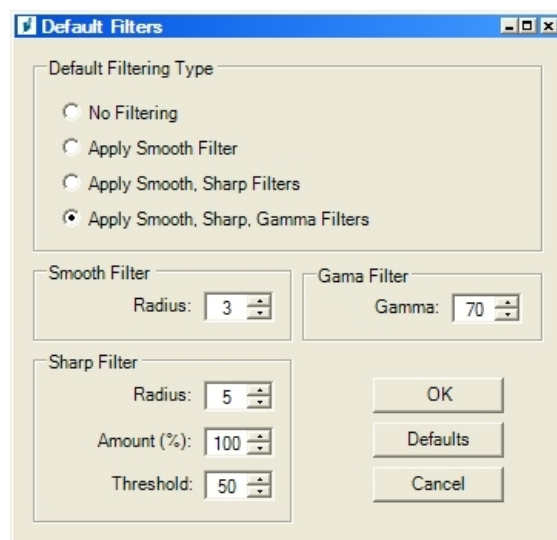 Default Filters
Default Filtering Type
No Filtering
Apply Smooth Filter
Apply Smooth, Sharp Filters
Apply Smooth, Sharp, Gamma Filters
Smooth Filter
Radius: 3
Gama Filter
Gamma: 70
Sharp Filter
Radius: 5
Amount (%): 100
Threshold: 50
OK
Defaults
Cancel